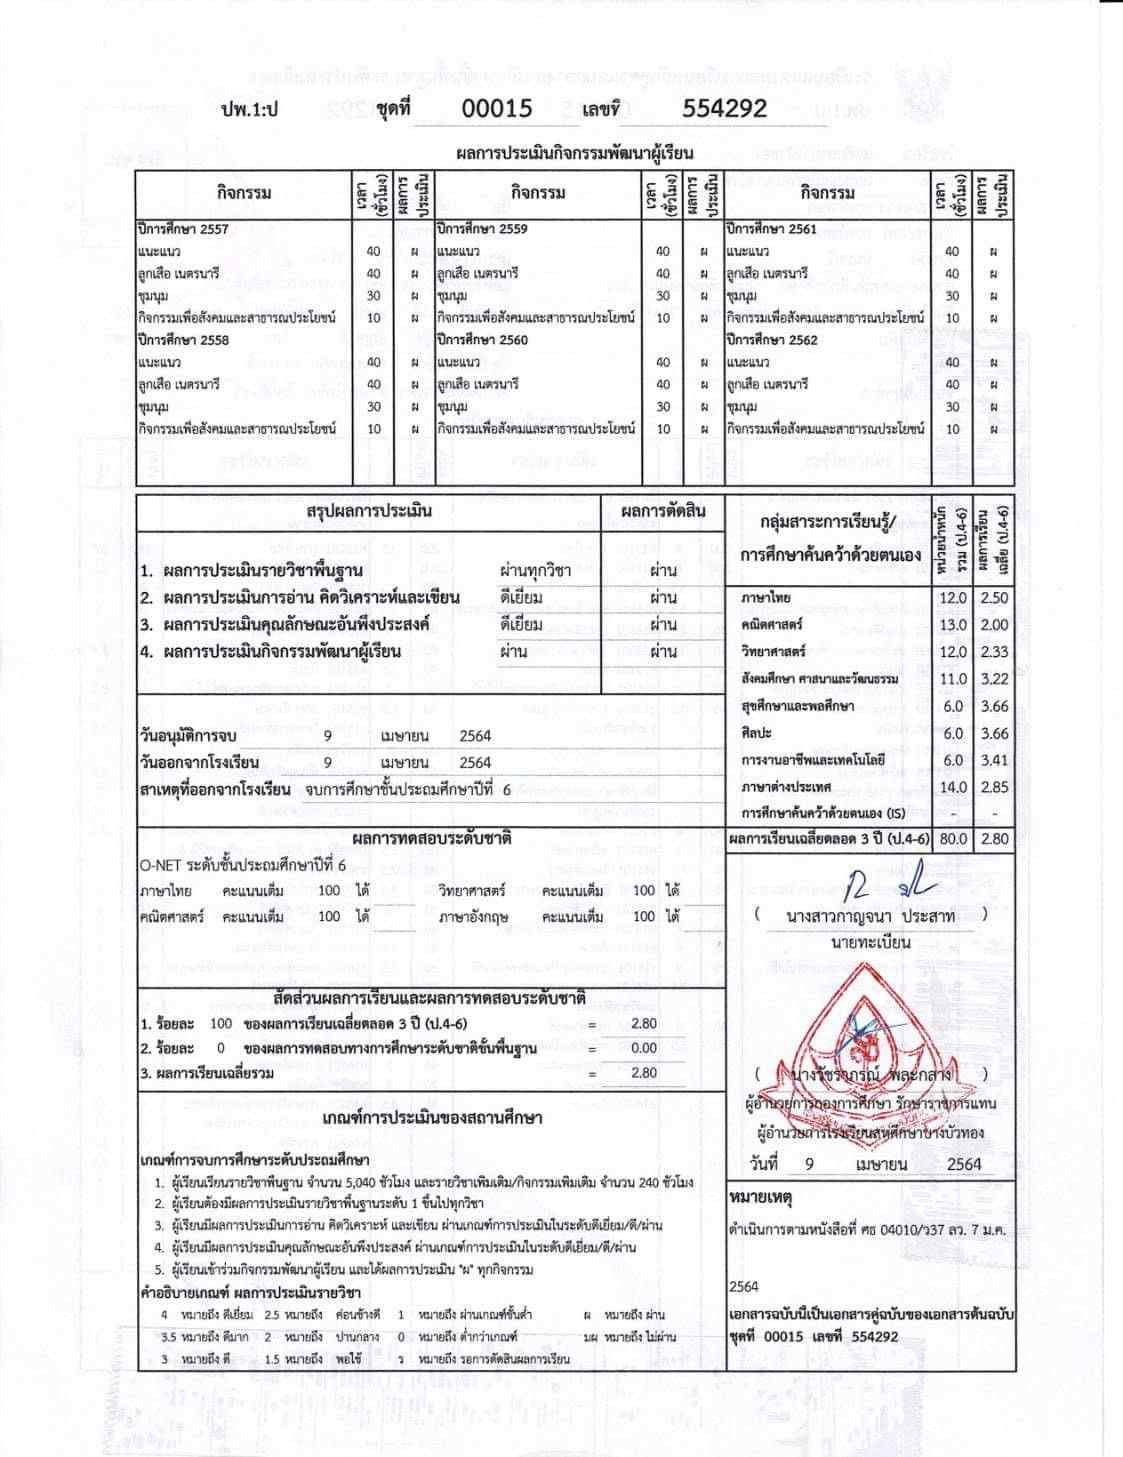 ปพ.1:ป ชุดที่ 00015 เลขที่ 554292
ผลการประเมินกิจกรรมพัฒนาผู้เรียน
กิจกรรม เวลา (ชั่วโมง) ผลการประเมิน กิจกรรม เวลา (ชั่วโมง) ผลการประเมิน กิจกรรม เวลา (ชั่วโมง) ผลการประเมิน
ปีการศึกษา 2557 ปีการศึกษา 2559 ปีการศึกษา 2561
แนะแนว 40 ผ แนะแนว 40 ผ แนะแนว 40 ผ
ลูกเสือ เนตรนารี 40 ผ ลูกเสือ เนตรนารี 40 ผ ลูกเสือ เนตรนารี 40 ผ
ชุมนุม 30 ผ ชุมนุม 30 ผ ชุมนุม 30 ผ
กิจกรรมเพื่อสังคมและสาธารณประโยชน์ 10 ผ กิจกรรมเพื่อสังคมและสาธารณประโยชน์ 10 ผ กิจกรรมเพื่อสังคมและสาธารณประโยชน์ 10 ผ
ปีการศึกษา 2558 ปีการศึกษา 2560 ปีการศึกษา 2562
แนะแนว 40 ผ แนะแนว 40 ผ แนะแนว 40 ผ
ลูกเสือ เนตรนารี 40 ผ ลูกเสือ เนตรนารี 40 ผ ลูกเสือ เนตรนารี 40 ผ
ชุมนุม 30 ผ ชุมนุม 30 ผ ชุมนุม 30 ผ
กิจกรรมเพื่อสังคมและสาธารณประโยชน์ 10 ผ กิจกรรมเพื่อสังคมและสาธารณประโยชน์ 10 ผ กิจกรรมเพื่อสังคมและสาธารณประโยชน์ 10 ผ
สรุปผลการประเมิน ผลการตัดสิน
1. ผลการประเมินรายวิชาพื้นฐาน ผ่านทุกวิชา ผ่าน
2. ผลการประเมินการอ่าน คิดวิเคราะห์และเขียน ดีเยี่ยม ผ่าน
3. ผลการประเมินคุณลักษณะอันพึงประสงค์ ดีเยี่ยม ผ่าน
4. ผลการประเมินกิจกรรมพัฒนาผู้เรียน ผ่าน ผ่าน
วันอนุมัติการจบ 9 เมษายน 2564
วันออกจากโรงเรียน 9 เมษายน 2564
สาเหตุที่ออกจากโรงเรียน จบการศึกษาชั้นประถมศึกษาปีที่ 6
ผลการทดสอบระดับชาติ
O-NET ระดับชั้นประถมศึกษาปีที่ 6
ภาษาไทย คะแนนเต็ม 100 ได้ วิทยาศาสตร์ คะแนนเต็ม 100 ได้
คณิตศาสตร์ คะแนนเต็ม 100 ได้ ภาษาอังกฤษ คะแนนเต็ม 100 ได้
สัดส่วนผลการเรียนและผลการทดสอบระดับชาติ
1. ร้อยละ 100 ของผลการเรียนเฉลี่ยตลอด 3 ปี (ป.4-6) = 2.80
2. ร้อยละ 0 ของผลการทดสอบทางการศึกษาระดับชาติขั้นพื้นฐาน = 0.00
3. ผลการเรียนเฉลี่ยรวม = 2.80
เกณฑ์การประเมินของสถานศึกษา
เกณฑ์การจบการศึกษาระดับประถมศึกษา
1. ผู้เรียนเรียนรายวิชาพื้นฐาน จำนวน 5,040 ชั่วโมง และรายวิชาเพิ่มเติม/กิจกรรมเพิ่มเติม จำนวน 240 ชั่วโมง
2. ผู้เรียนต้องมีผลการประเมินรายวิชาพื้นฐานระดับ 1 ขึ้นไปทุกวิชา
3. ผู้เรียนมีผลการประเมินการอ่าน คิดวิเคราะห์ และเขียน ผ่านเกณฑ์การประเมินในระดับดีเยี่ยม/ดี/ผ่าน
4. ผู้เรียนมีผลการประเมินคุณลักษณะอันพึงประสงค์ ผ่านเกณฑ์การประเมินในระดับดีเยี่ยม/ดี/ผ่าน
5. ผู้เรียนเข้าร่วมกิจกรรมพัฒนาผู้เรียน และได้ผลการประเมิน "ผ" ทุกกิจกรรม
คำอธิบายเกณฑ์ ผลการประเมินรายวิชา
4 หมายถึง ดีเยี่ยม 2.5 หมายถึง ค่อนข้างดี 1 หมายถึง ผ่านเกณฑ์ขั้นต่ำ ผ หมายถึง ผ่าน
3.5 หมายถึง ดีมาก 2 หมายถึง ปานกลาง 0 หมายถึง ต่ำกว่าเกณฑ์ มผ หมายถึง ไม่ผ่าน
3 หมายถึง ดี 1.5 หมายถึง พอใช้ ร หมายถึง รอการตัดสินผลการเรียน
กลุ่มสาระการเรียนรู้/
การศึกษาค้นคว้าด้วยตนเอง หน่วยน้ำหนักรวม (ป.4-6) ผลการเรียนเฉลี่ย (ป.4-6)
ภาษาไทย 12.0 2.50
คณิตศาสตร์ 13.0 2.00
วิทยาศาสตร์ 12.0 2.33
สังคมศึกษา ศาสนาและวัฒนธรรม 11.0 3.22
สุขศึกษาและพลศึกษา 6.0 3.66
ศิลปะ 6.0 3.66
การงานอาชีพและเทคโนโลยี 6.0 3.41
ภาษาต่างประเทศ 14.0 2.85
การศึกษาค้นคว้าด้วยตนเอง (IS) - -
ผลการเรียนเฉลี่ยตลอด 3 ปี (ป.4-6) 80.0 2.80
( นางสาวกาญจนา ประสาท )
นายทะเบียน
( นางวัชราภรณ์ พละกลาง )
ผู้อำนวยการกองการศึกษา รักษาราชการแทน
ผู้อำนวยการโรงเรียนสหศึกษาบางบัวทอง
วันที่ 9 เมษายน 2564
หมายเหตุ
ดำเนินการตามหนังสือที่ ศธ 04010/ว37 ลว. 7 ม.ค.
2564
เอกสารฉบับนี้เป็นเอกสารคู่ฉบับของเอกสารต้นฉบับ
ชุดที่ 00015 เลขที่ 554292